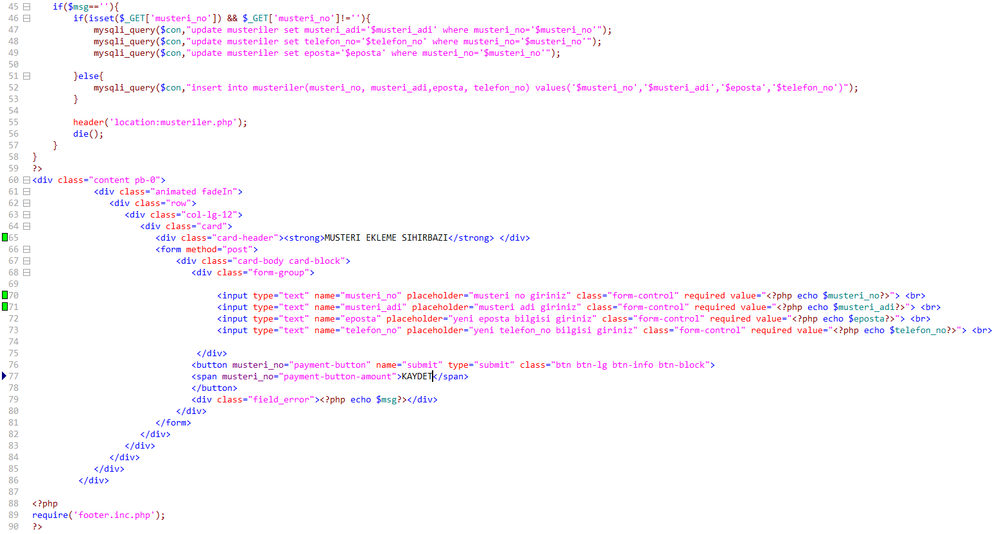 45 if($msg==''){
46 if(isset($_GET['musteri_no']) && $_GET['musteri_no']!=''){
47 mysqli_query($con,"update musteriler set musteri_adi='$musteri_adi' where musteri_no='$musteri_no'");
48 mysqli_query($con,"update musteriler set telefon_no='$telefon_no' where musteri_no='$musteri_no'");
49 mysqli_query($con,"update musteriler set eposta='$eposta' where musteri_no='$musteri_no'");
50
51 }else{
52 mysqli_query($con,"insert into musteriler(musteri_no, musteri_adi,eposta, telefon_no) values('$musteri_no','$musteri_adi','$eposta','$telefon_no')");
53 }
54
55 header('location:musteriler.php');
56 die();
57 }
58 }
59 ?>
60 <div class="content pb-0">
61 <div class="animated fadeIn">
62 <div class="row">
63 <div class="col-lg-12">
64 <div class="card">
65 <div class="card-header"><strong>MUSTERI EKLEME SIHIRBAZI</strong> </div>
66 <form method="post">
67 <div class="card-body card-block">
68 <div class="form-group">
69
70 <input type="text" name="musteri_no" placeholder="musteri no giriniz" class="form-control" required value="<?php echo $musteri_no?>"> <br>
71 <input type="text" name="musteri_adi" placeholder="musteri adi giriniz" class="form-control" required value="<?php echo $musteri_adi?>"> <br>
72 <input type="text" name="eposta" placeholder="yeni eposta bilgisi giriniz" class="form-control" required value="<?php echo $eposta?>"> <br>
73 <input type="text" name="telefon_no" placeholder="yeni telefon_no bilgisi giriniz" class="form-control" required value="<?php echo $telefon_no?>"> <br>
74
75 </div>
76 <button musteri_no="payment-button" name="submit" type="submit" class="btn btn-lg btn-info btn-block">
77 <span musteri_no="payment-button-amount">KAYDET</span>
78 </button>
79 <div class="field_error"><?php echo $msg?></div>
80 </div>
81 </form>
82 </div>
83 </div>
84 </div>
85 </div>
86 </div>
87
88 <?php
89 require('footer.inc.php');
90 ?>